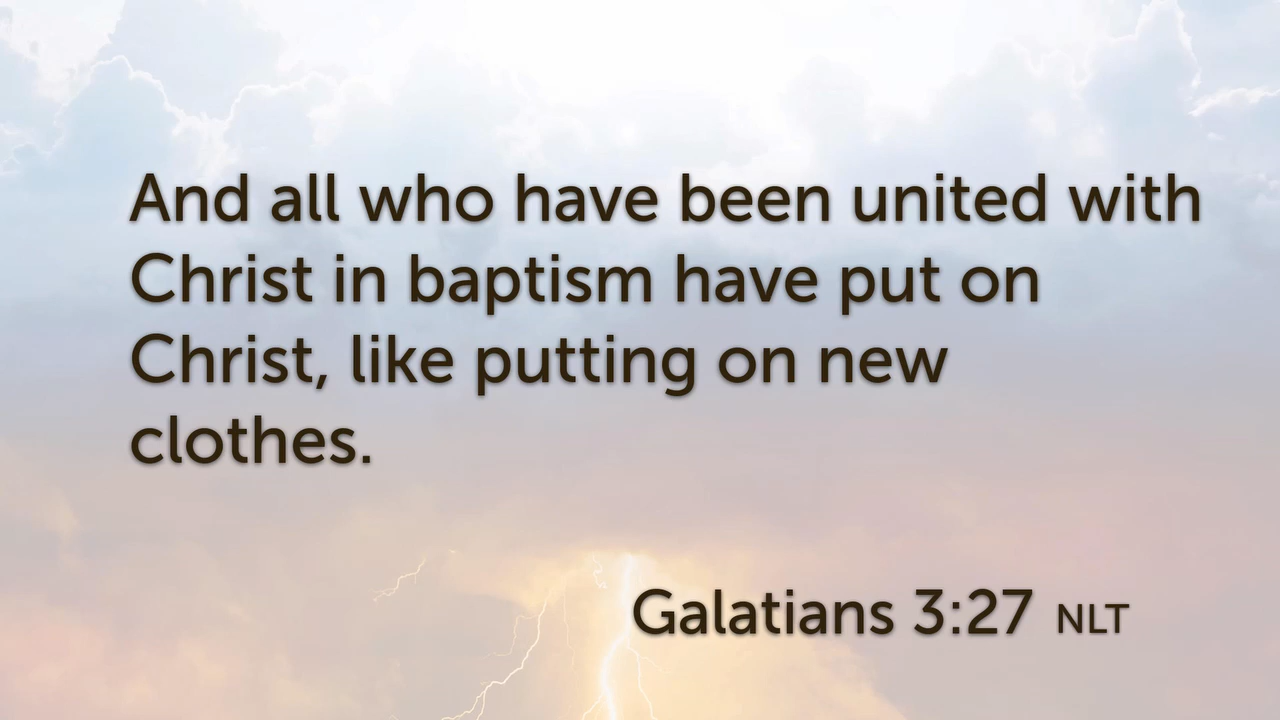 And all who have been united with
Christ in baptism have put on
Christ, like putting on new
clothes.
Galatians 3:27 NLT